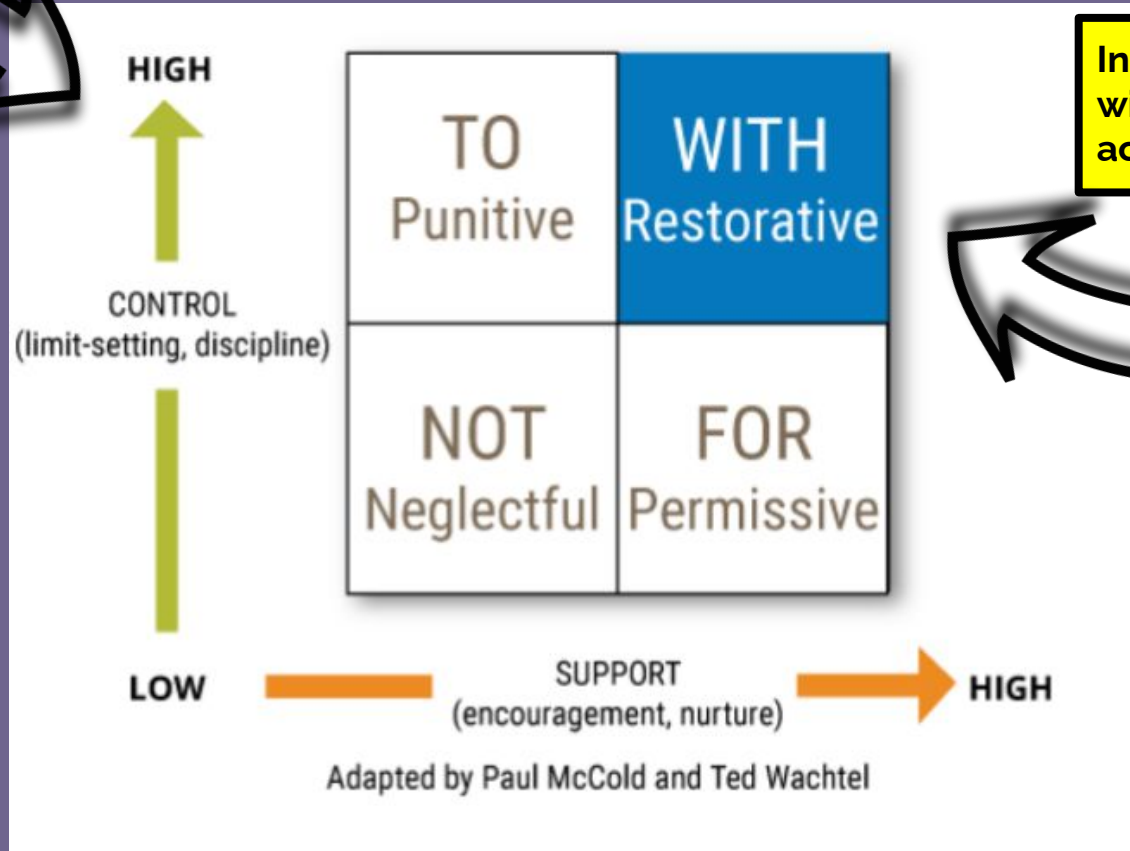 HIGH
TO
Punitive
WITH
Restorative
CONTROL
(limit-setting, discipline)
NOT
Neglectful
FOR
Permissive
LOW
SUPPORT
(encouragement, nurture)
HIGH
Adapted by Paul McCold and Ted Wachtel
In